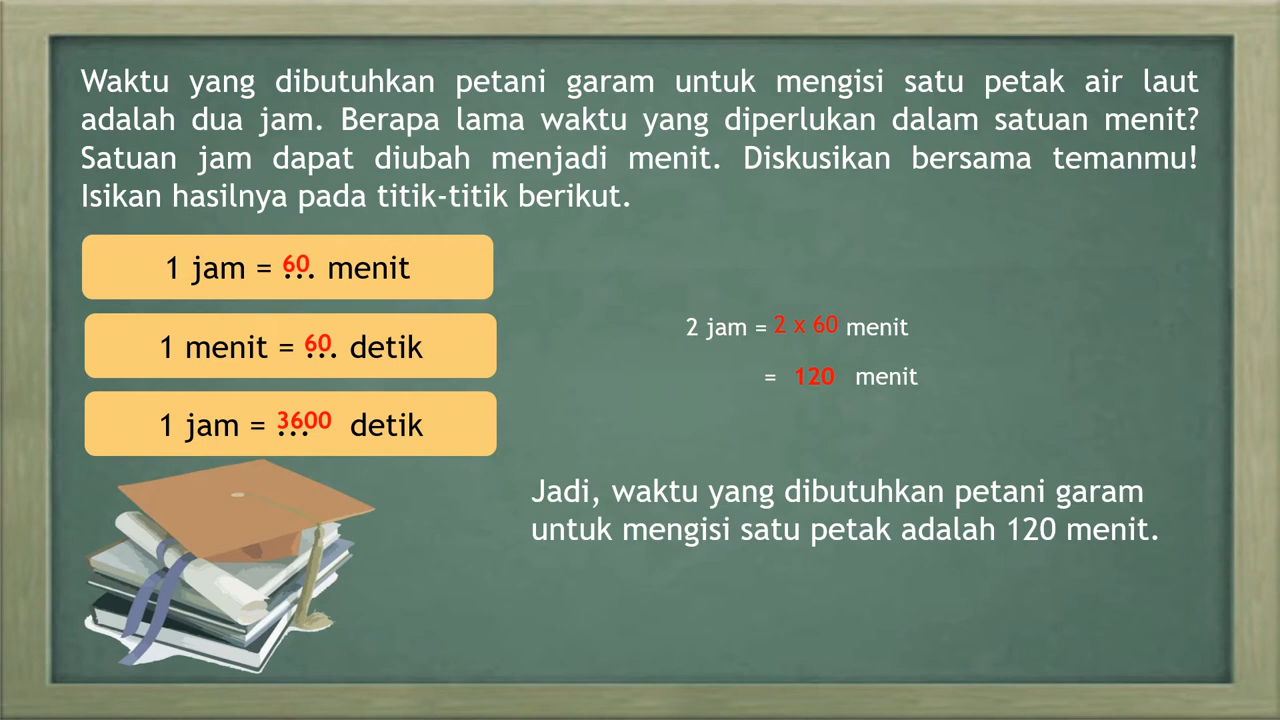 Waktu yang dibutuhkan petani garam untuk mengisi satu petak air laut
adalah dua jam. Berapa lama waktu yang diperlukan dalam satuan menit?
Satuan jam dapat diubah menjadi menit. Diskusikan bersama temanmu!
Isikan hasilnya pada titik-titik berikut.
1 jam = 60 ... menit
1 menit = 60 ... detik
1 jam = 3600 ... detik
2 jam = 2 x 60 menit
= 120 menit
Jadi, waktu yang dibutuhkan petani garam
untuk mengisi satu petak adalah 120 menit.